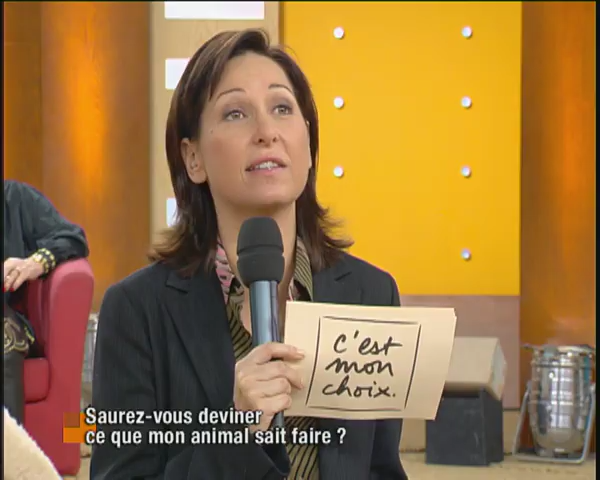 c'est
mon
choix.
Saurez-vous deviner
ce que mon animal sait faire ?